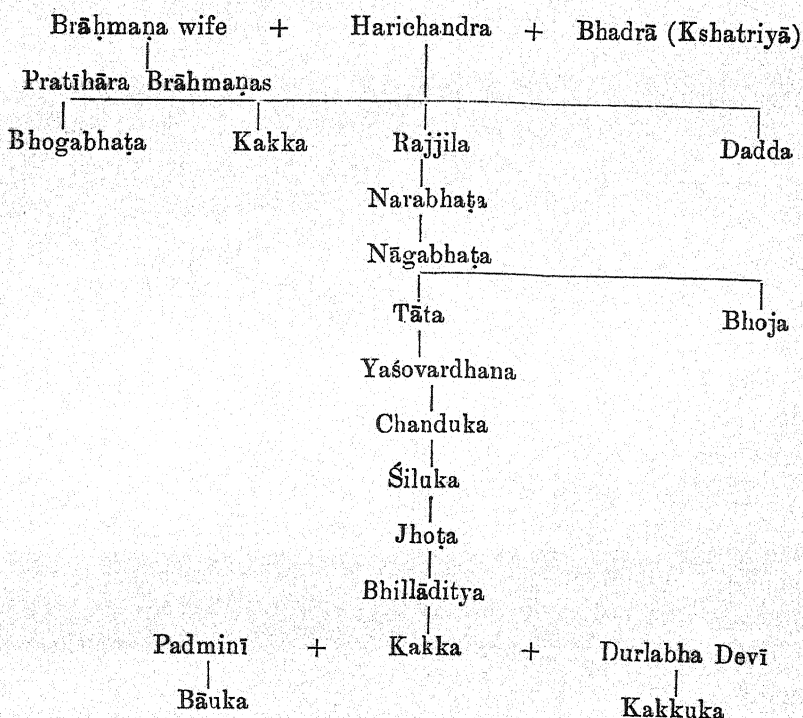 Brāḥmaṇa wife + Harichandra + Bhadrā (Kshatriyā)
Pratīhāra Brāhmaṇas
Bhogabhaṭa Kakka Rajjila Dadda
Narabhaṭa
Nāgabhaṭa
Tāta Bhoja
Yaśovardhana
Chanduka
Śiluka
Jhoṭa
Bhillāditya
Padminī + Kakka + Durlabha Devī
Bāuka Kakkuka